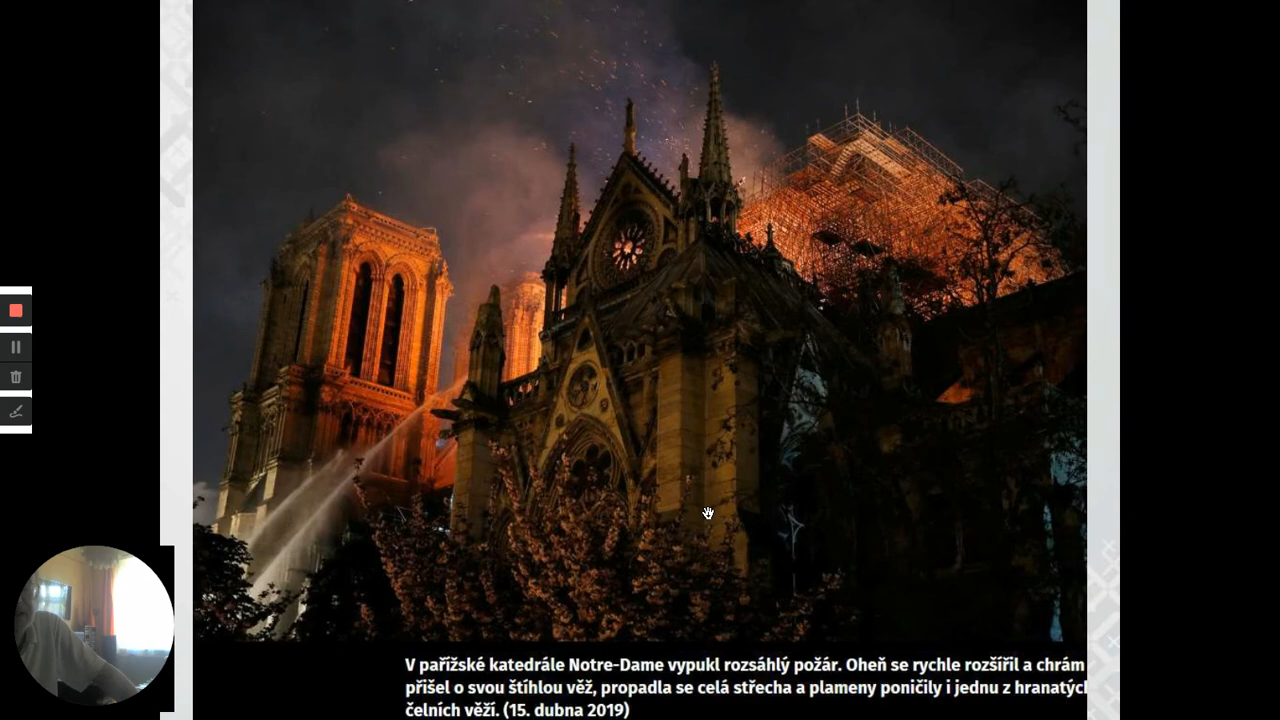 V pařížské katedrále Notre-Dame vypukl rozsáhlý požár. Oheň se rychle rozšířil a chrám
přišel o svou štíhlou věž, propadla se celá střecha a plameny poničily i jednu z hranatýc
čelních věží. (15. dubna 2019)